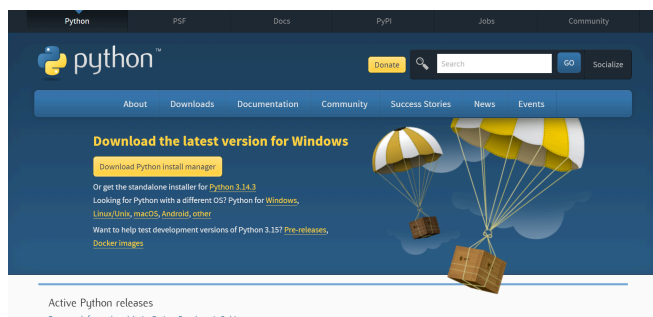 Python PSF Docs PyPI Jobs Community
python™
Donate Search GO Socialize
About Downloads Documentation Community Success Stories News Events
Download the latest version for Windows
Download Python install manager
Or get the standalone installer for Python 3.14.3
Looking for Python with a different OS? Python for Windows,
Linux/Unix, macOS, Android, other
Want to help test development versions of Python 3.15? Pre-releases,
Docker images
Active Python releases